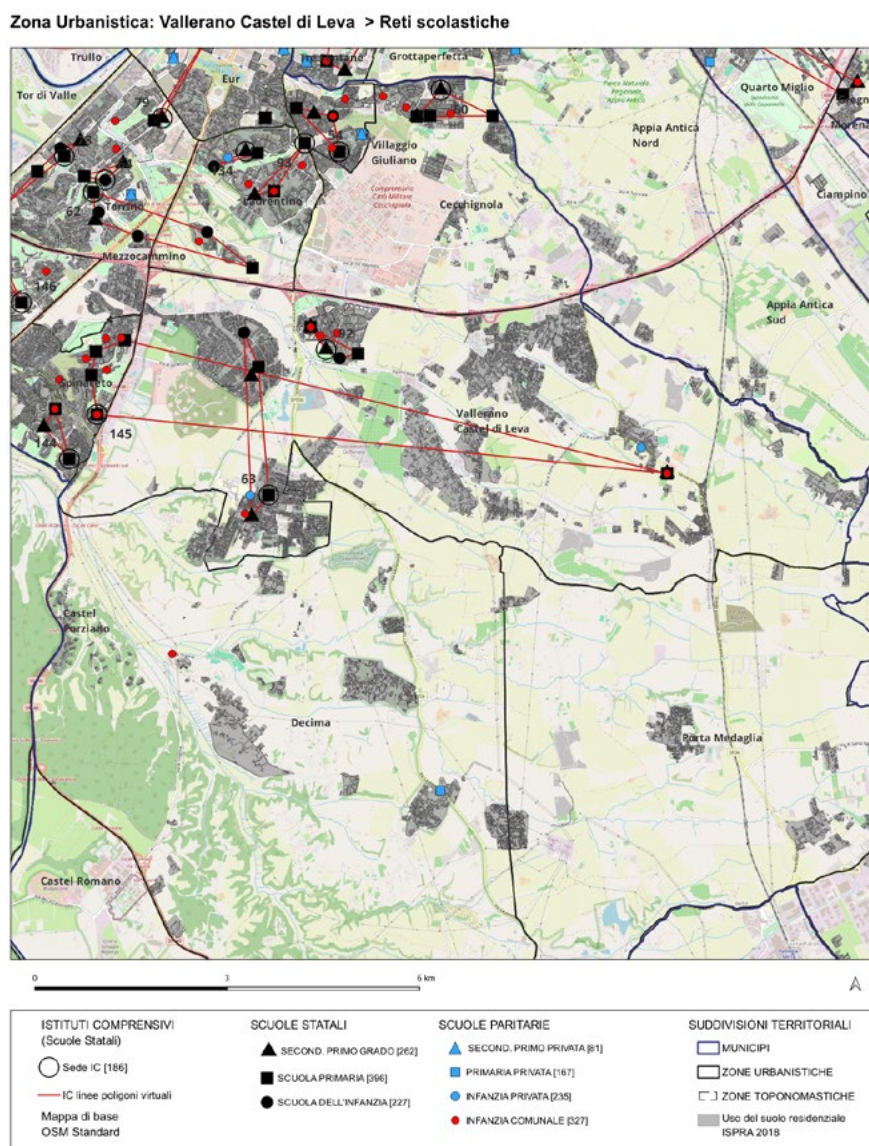 Zona Urbanistica: Vallerano Castel di Leva > Reti scolastiche
Trullo
Grottaperfetta
Eur
Tor di Valle
Quarto Miglio
79
Appia Antica
Nord
Villaggio
Giuliano
Ciampino
Laurentino
Cecchignola
Torrino
62
Mezzocammino
146
Appia Antica
Sud
92
Spinaceto
Vallerano
Castel di Leva
145
144
63
Castel
Porziano
Decima
Porta Medaglia
Castel Romano
0
3
6 km
ISTITUTI COMPRENSIVI
(Scuole Statali)
Sede IC [186]
IC linee poligoni virtuali
Mappa di base
OSM Standard
SCUOLE STATALI
SECOND. PRIMO GRADO [262]
SCUOLA PRIMARIA [396]
SCUOLA DELL'INFANZIA [227]
SCUOLE PARITARIE
SECOND. PRIMO PRIVATA [81]
PRIMARIA PRIVATA [167]
INFANZIA PRIVATA [235]
INFANZIA COMUNALE [327]
SUDDIVISIONI TERRITORIALI
MUNICIPI
ZONE URBANISTICHE
ZONE TOPONOMASTICHE
Uso del suolo residenziale
ISPRA 2018